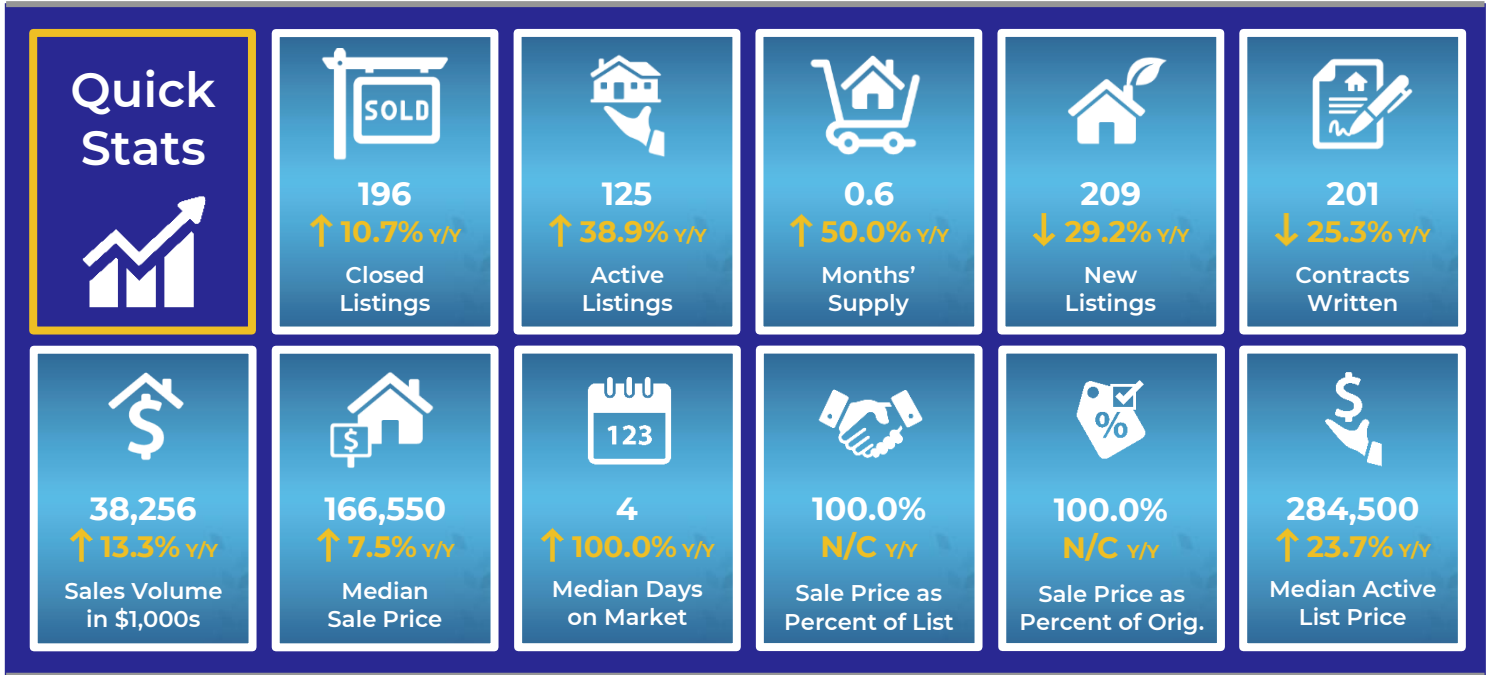 Quick
Stats
SOLD
196
↑ 10.7% Y/Y
Closed
Listings
125
↑ 38.9% Y/Y
Active
Listings
0.6
↑ 50.0% Y/Y
Months’
Supply
209
↓ 29.2% Y/Y
New
Listings
201
↓ 25.3% Y/Y
Contracts
Written
$
38,256
↑ 13.3% Y/Y
Sales Volume
in $1,000s
$
166,550
↑ 7.5% Y/Y
Median
Sale Price
123
4
↑ 100.0% Y/Y
Median Days
on Market
100.0%
N/C Y/Y
Sale Price as
Percent of List
%
100.0%
N/C Y/Y
Sale Price as
Percent of Orig.
$
284,500
↑ 23.7% Y/Y
Median Active
List Price